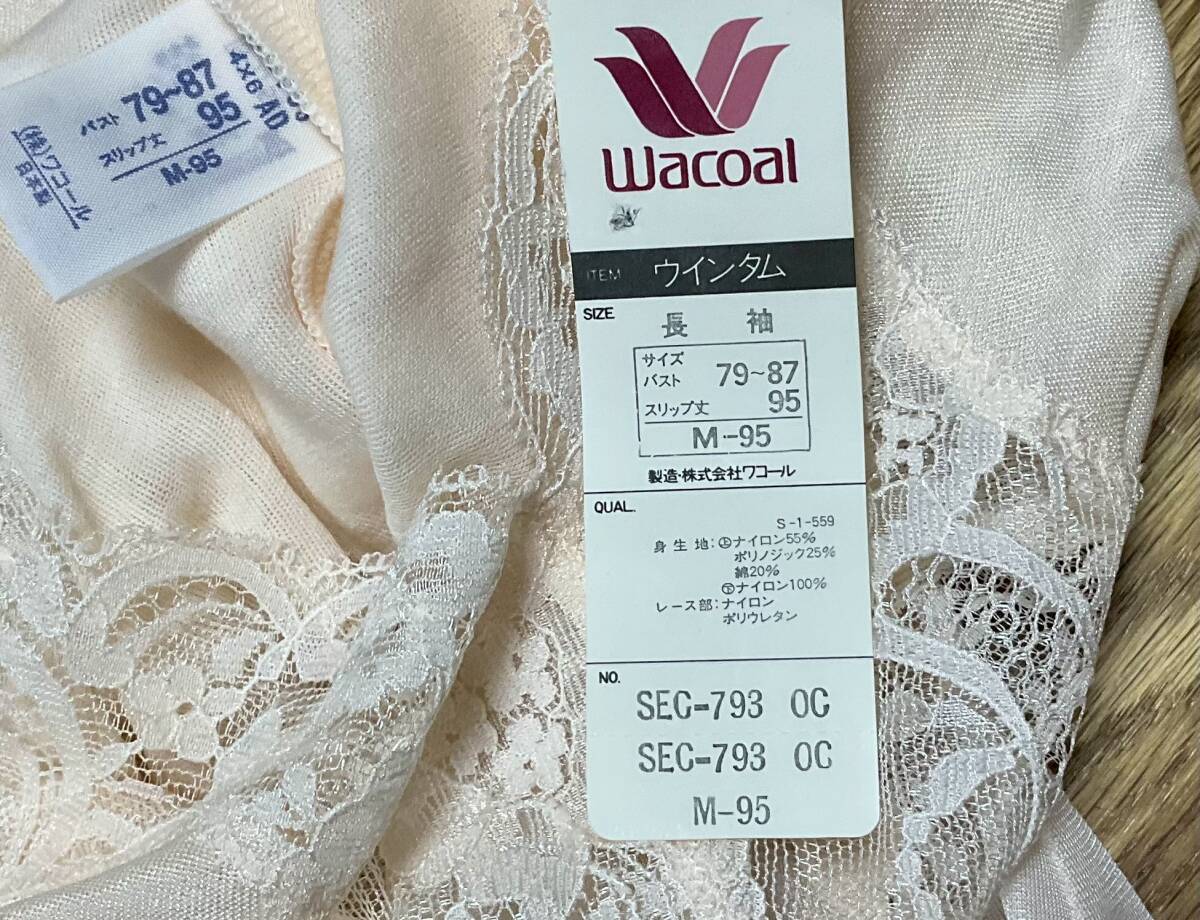 4×6 AD
バスト 79~87
スリップ丈 95
M-95
(株)ワコール
日本製
Wacoal
ITEM ウインタム
SIZE
長 袖
サイズ
バスト 79~87
スリップ丈 95
M-95
製造・株式会社ワコール
QUAL.
S-1-559
身生地:㊤ナイロン55%
ポリノジック25%
綿20%
㊦ナイロン100%
レース部:ナイロン
ポリウレタン
NO.
SEC-793 OC
SEC-793 OC
M-95